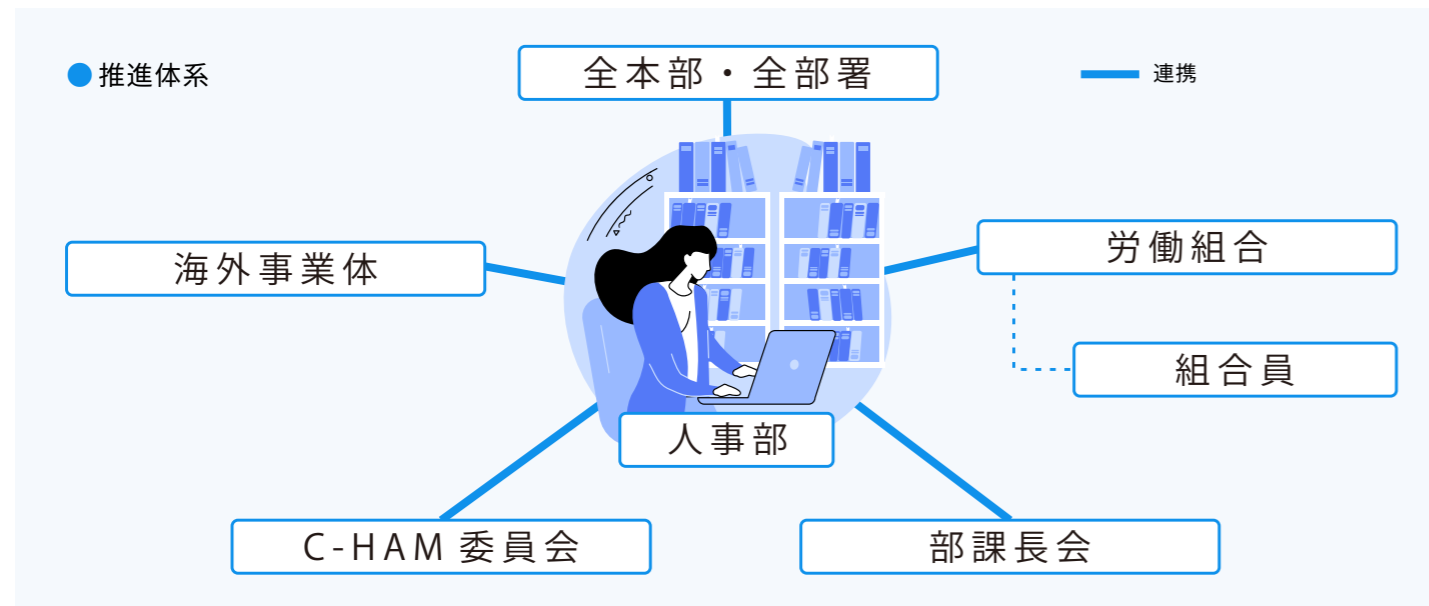 推進体系
全本部・全部署
連携
海外事業体
労働組合
組合員
人事部
C-HAM 委員会
部課長会